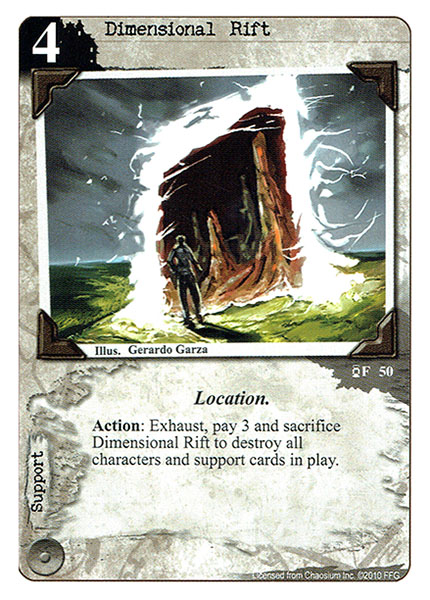 4
Dimensional Rift
Illus. Gerardo Garza
F 50
Location.
Action: Exhaust, pay 3 and sacrifice
Dimensional Rift to destroy all
characters and support cards in play.
Support
Licensed from Chaosium Inc. ©2010 FFG